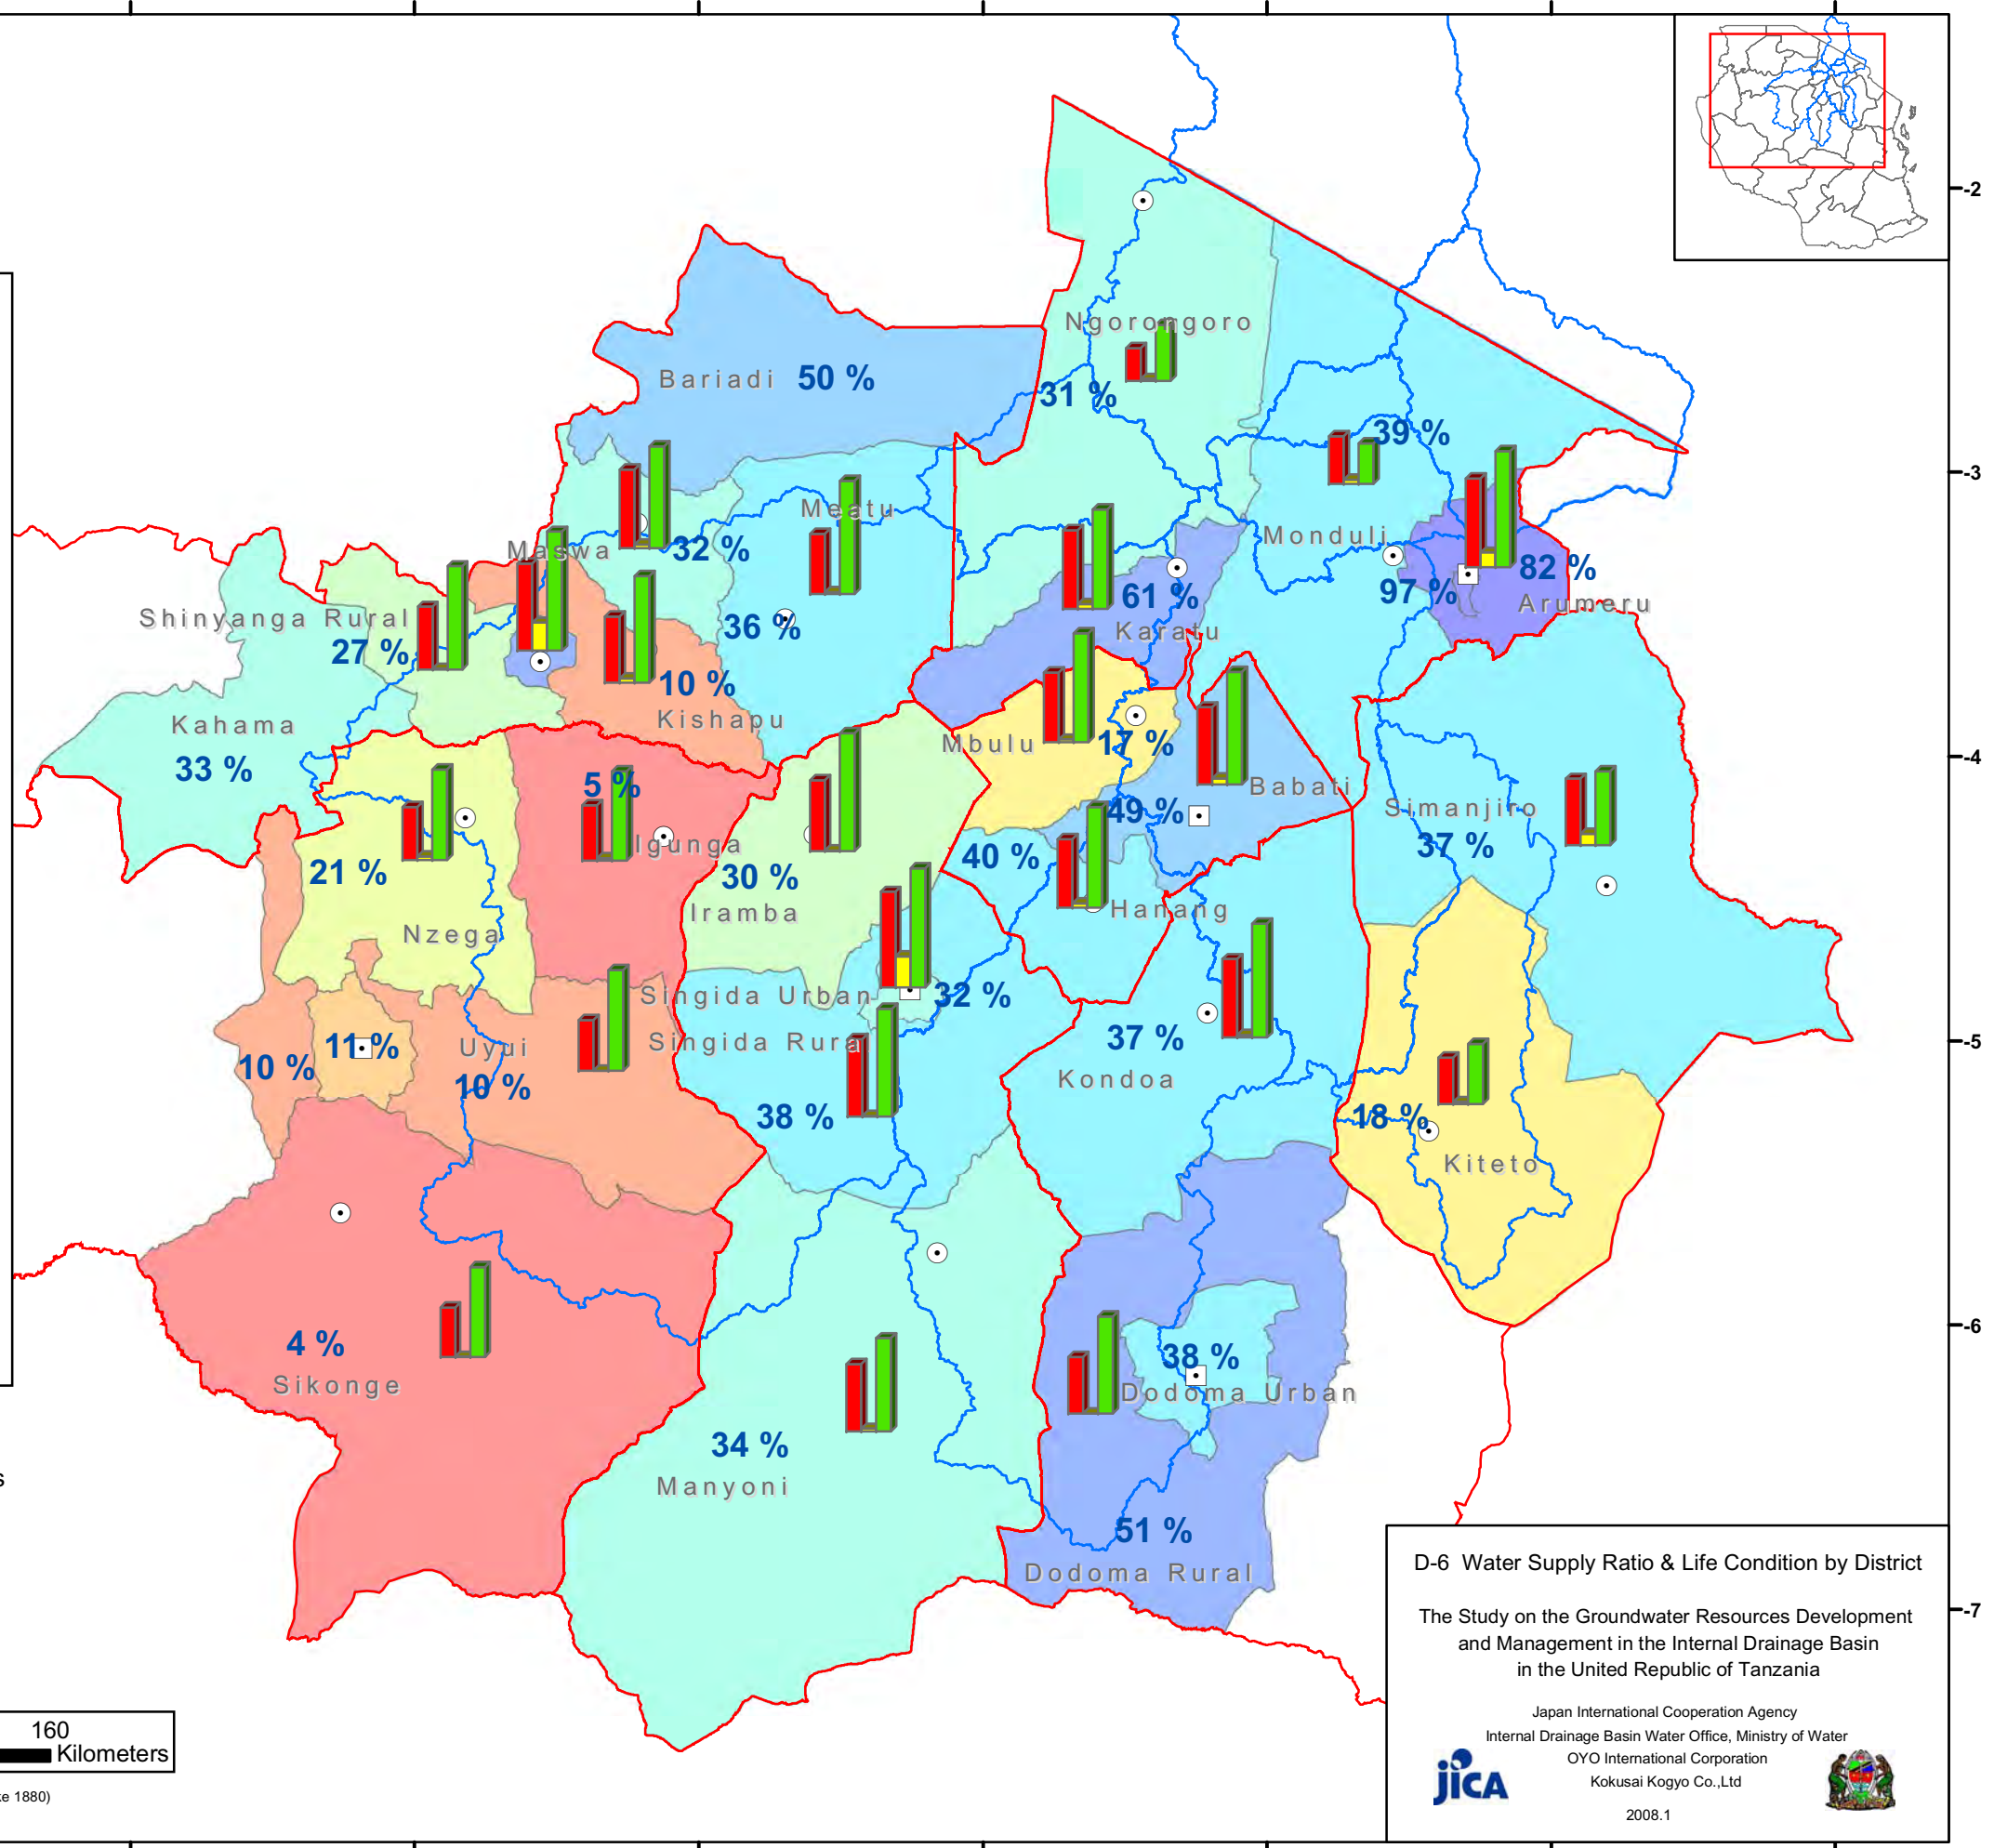 -2
Ngorongoro
Bariadi 50 %
31 %
39 %
-3
Meatu
Maswa 32 %
Monduli
82 %
97 %
61 %
Arumeru
Shinyanga Rural
36 %
Karatu
27 %
10 %
Kishapu
Kahama
Mbulu
17 %
33 %
-4
5 %
Babati
49 %
Simanjiro
Igunga
37 %
40 %
21 %
30 %
Iramba
Hanang
Nzega
Singida Urban
32 %
Singida Rural
37 %
-5
11 %
Uyui
10 %
10 %
Kondoa
38 %
18 %
Kiteto
-6
4 %
38 %
Sikonge
Dodoma Urban
34 %
Manyoni
s
51 %
Dodoma Rural
-7
D-6 Water Supply Ratio & Life Condition by District
The Study on the Groundwater Resources Development
and Management in the Internal Drainage Basin
in the United Republic of Tanzania
Japan International Cooperation Agency
Internal Drainage Basin Water Office, Ministry of Water
OYO International Corporation
Kokusai Kogyo Co.,Ltd
jICA
2008.1
160
Kilometers
ke 1880)